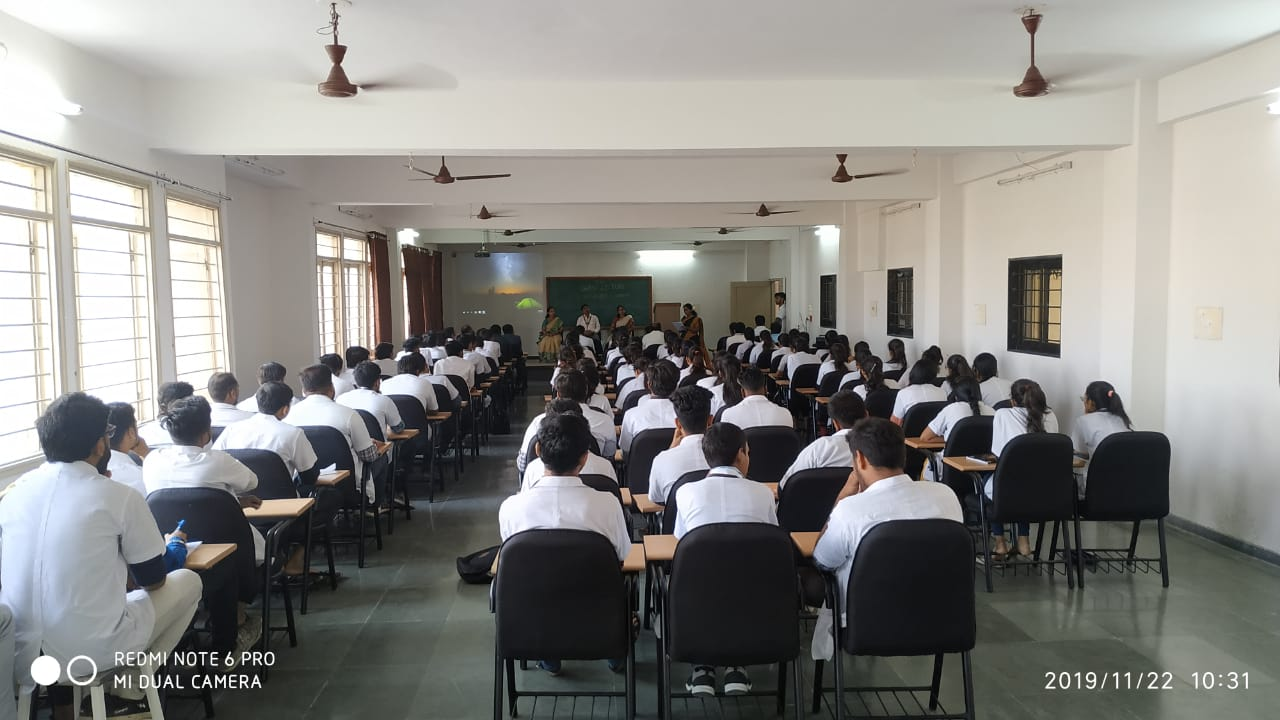 REDMI NOTE 6 PRO
MI DUAL CAMERA
2019/11/22 10:31